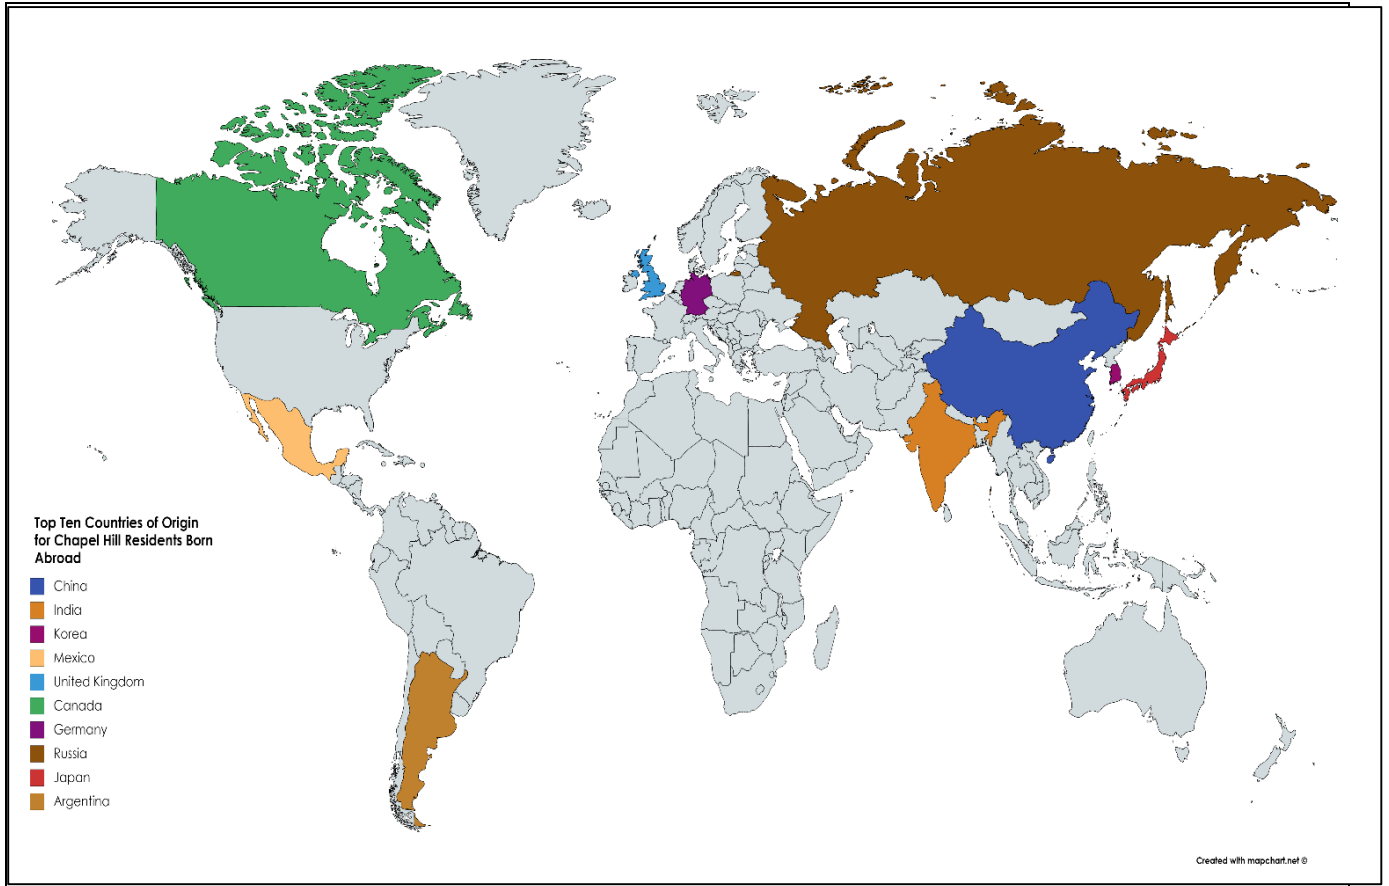 Top Ten Countries of Origin
for Chapel Hill Residents Born
Abroad
China
India
Korea
Mexico
United Kingdom
Canada
Germany
Russia
Japan
Argentina
Created with mapchart.net ©